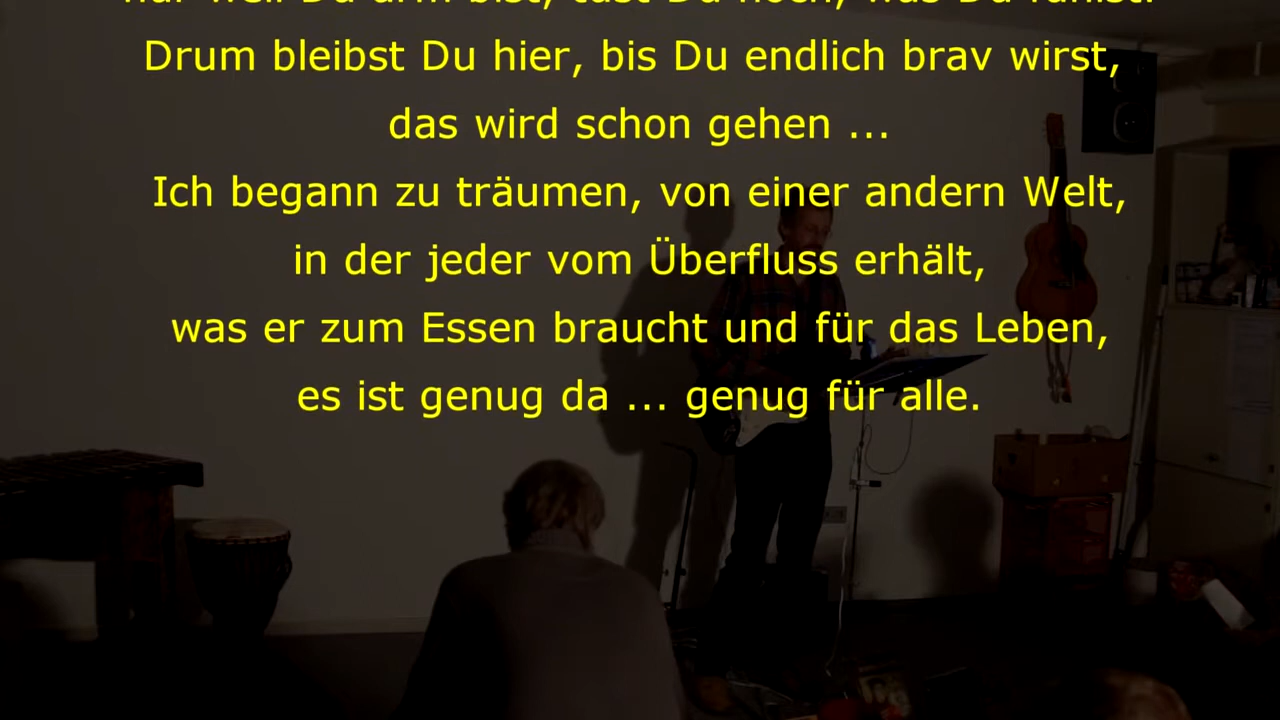 Drum bleibst Du hier, bis Du endlich brav wirst,
das wird schon gehen ...
Ich begann zu träumen, von einer andern Welt,
in der jeder vom Überfluss erhält,
was er zum Essen braucht und für das Leben,
es ist genug da ... genug für alle.